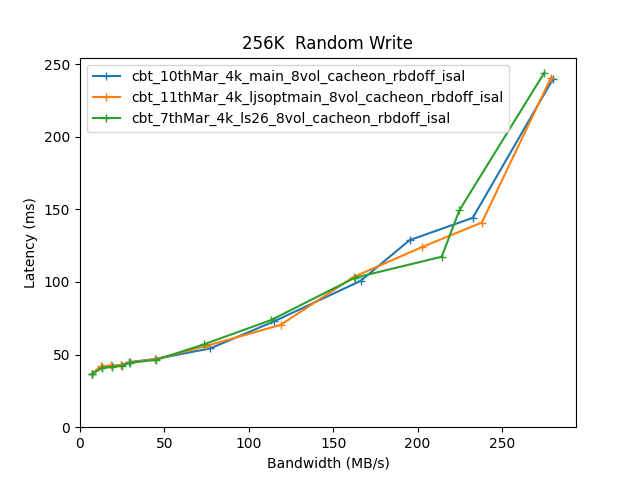 256K  Random Write
cbt_10thMar_4k_main_8vol_cacheon_rbdoff_isal
cbt_11thMar_4k_ljsoptmain_8vol_cacheon_rbdoff_isal
cbt_7thMar_4k_ls26_8vol_cacheon_rbdoff_isal
Latency (ms)
250
200
150
100
50
0
0 50 100 150 200 250
Bandwidth (MB/s)